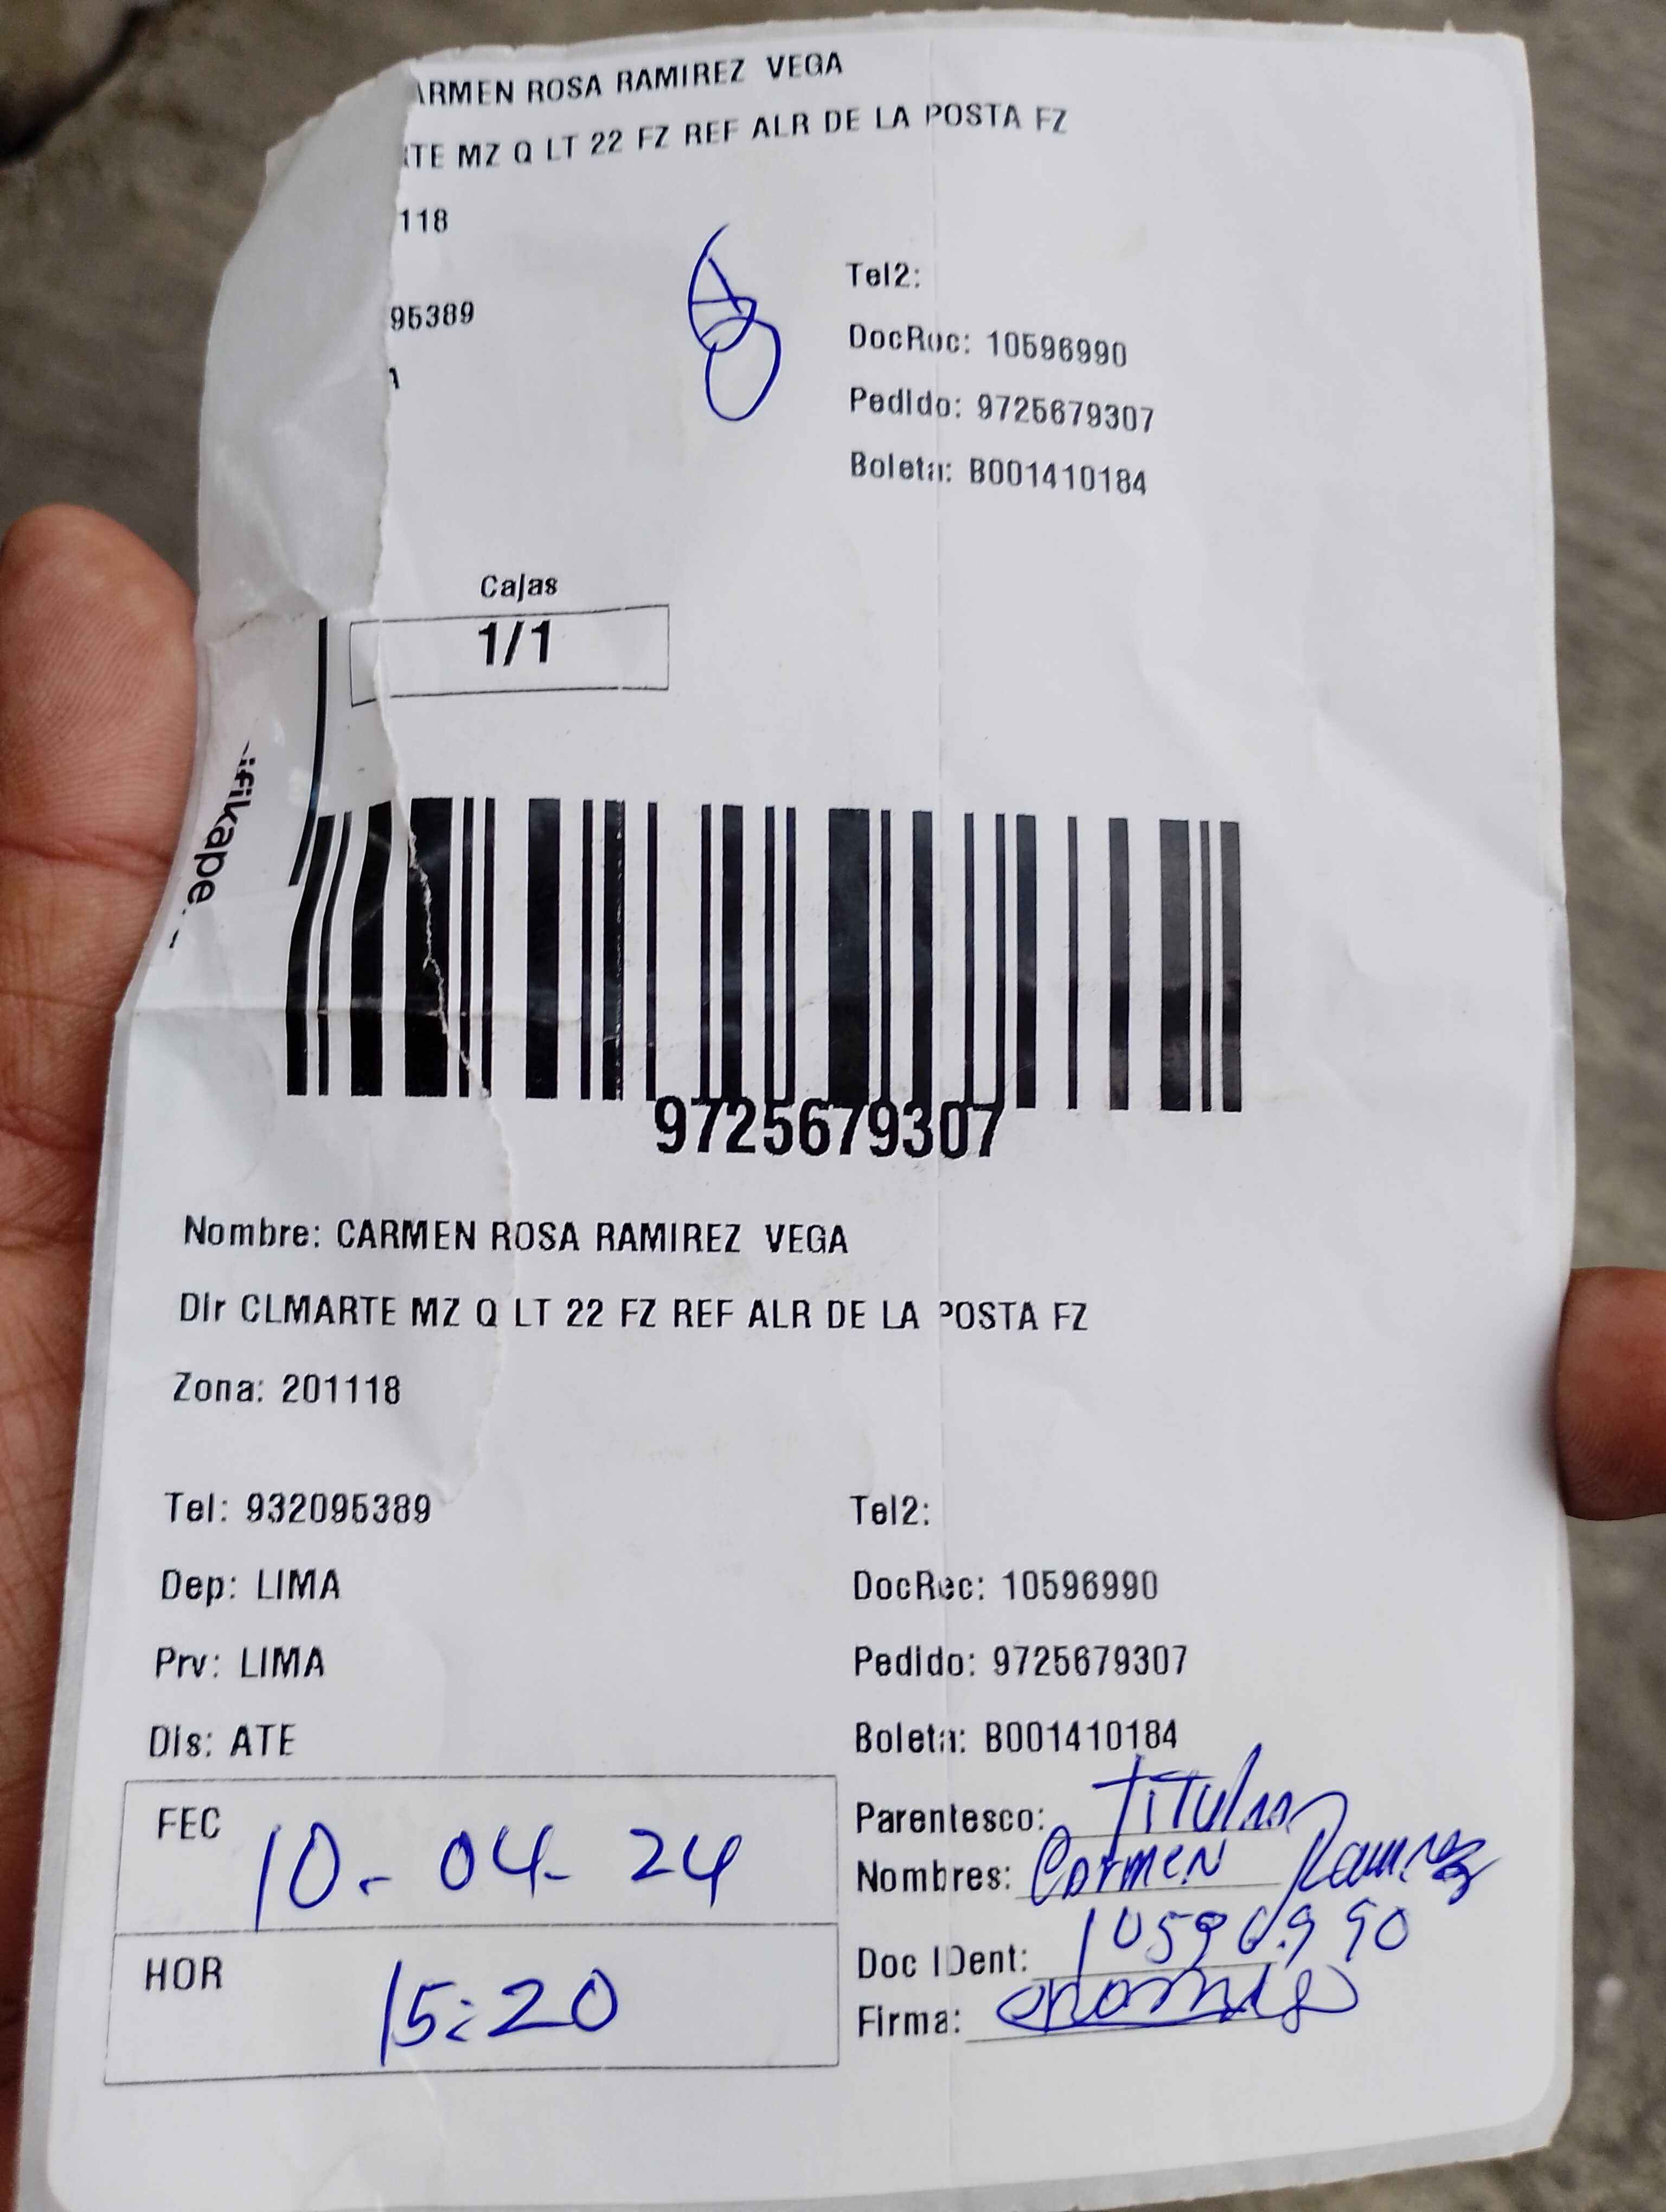 ARMEN ROSA RAMIREZ VEGA
RTE MZ Q LT 22 FZ REF ALR DE LA POSTA FZ
118
Tel2:
95389
DocRec: 10596990
A
Pedido: 9725679307
Boleta: B001410184
Cajas
1/1
ifikape.
9725679307
Nombre: CARMEN ROSA RAMIREZ VEGA
Dir CLMARTE MZ Q LT 22 FZ REF ALR DE LA POSTA FZ
Zona: 201118
Tel: 932095389 Tel2:
Dep: LIMA DocRec: 10596990
Prv: LIMA Pedido: 9725679307
Dis: ATE Boleta: B001410184
FEC 10-04-24
Parentesco: Titular
Nombres: Carmen Ramirez
HOR 15:20
Doc IDent: 10596990
Firma: